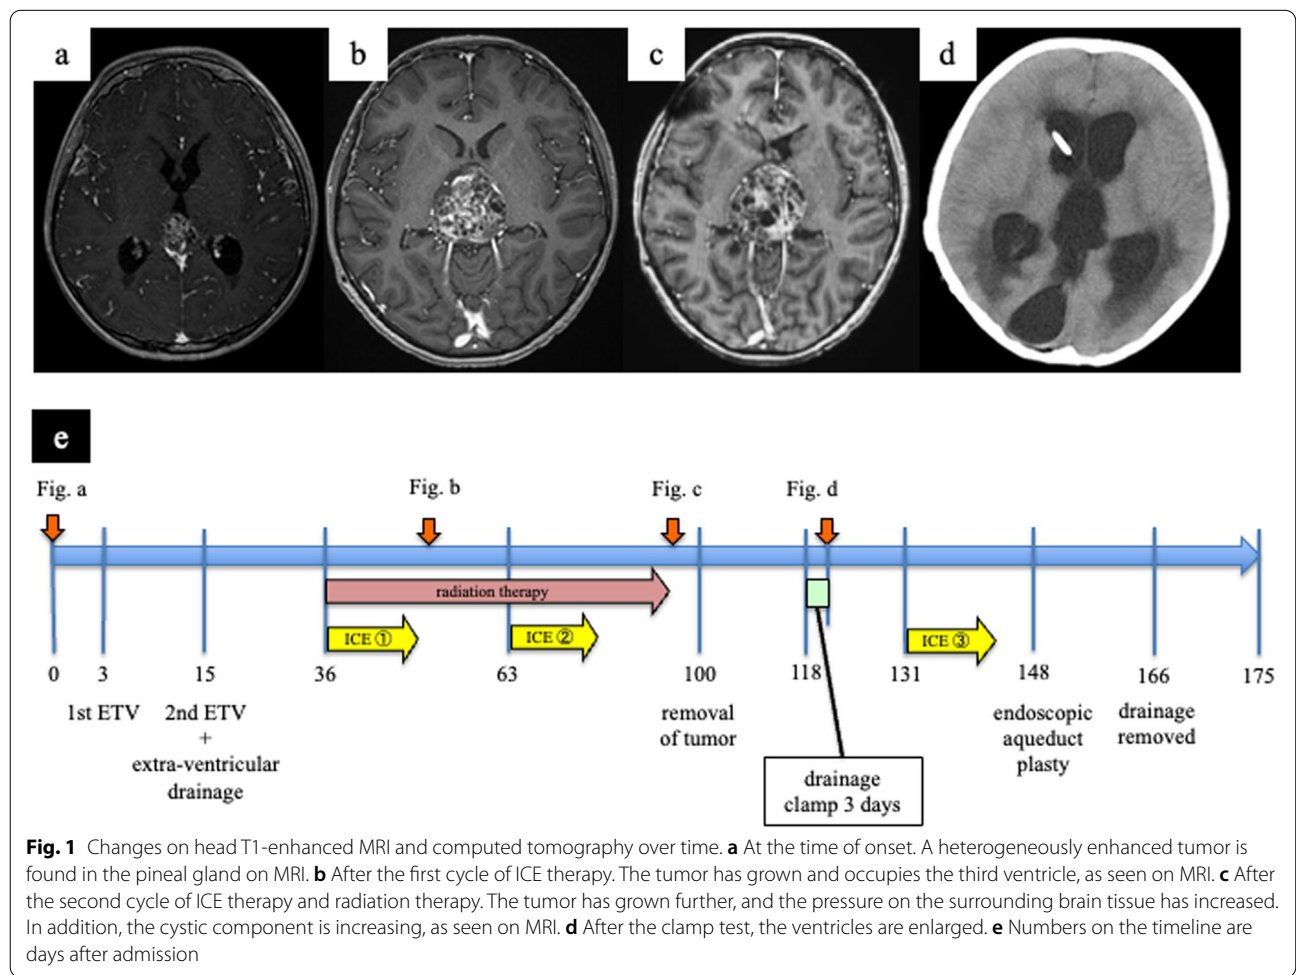 a b c d
e
Fig. a Fig. b Fig. c Fig. d
radiation therapy
ICE ① ICE ② ICE ③
0 3 15 36 63 100 118 131 148 166 175
1st ETV
2nd ETV
+
extra-ventricular
drainage
removal
of tumor
drainage
clamp 3 days
endoscopic
aqueduct
plasty
drainage
removed
Fig. 1 Changes on head T1-enhanced MRI and computed tomography over time. a At the time of onset. A heterogeneously enhanced tumor is
found in the pineal gland on MRI. b After the first cycle of ICE therapy. The tumor has grown and occupies the third ventricle, as seen on MRI. c After
the second cycle of ICE therapy and radiation therapy. The tumor has grown further, and the pressure on the surrounding brain tissue has increased.
In addition, the cystic component is increasing, as seen on MRI. d After the clamp test, the ventricles are enlarged. e Numbers on the timeline are
days after admission